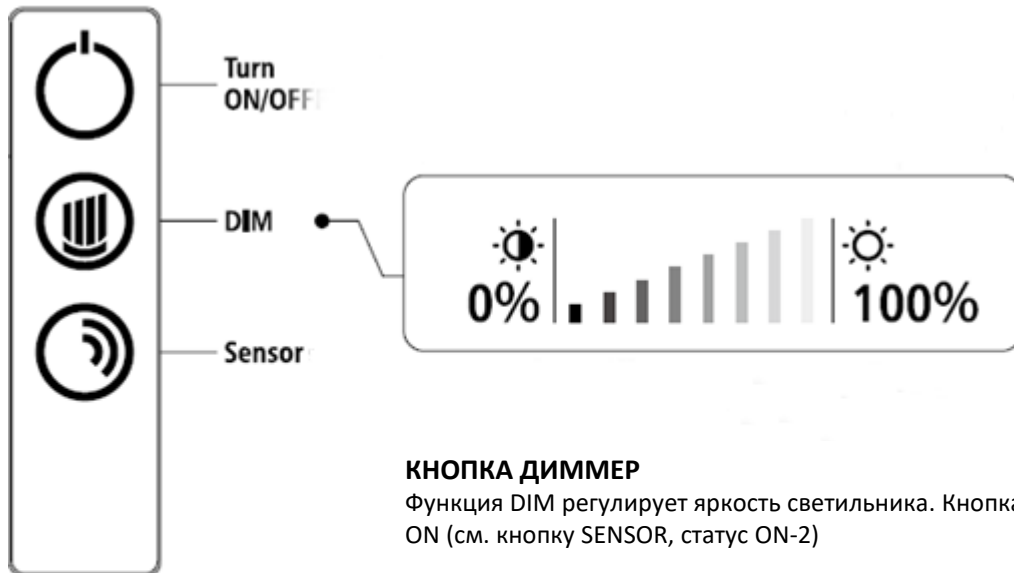 Turn
ON/OFF
DIM
Sensor
0%
100%
КНОПКА ДИММЕР
Функция DIM регулирует яркость светильника. Кнопка
ON (см. кнопку SENSOR, статус ON-2)